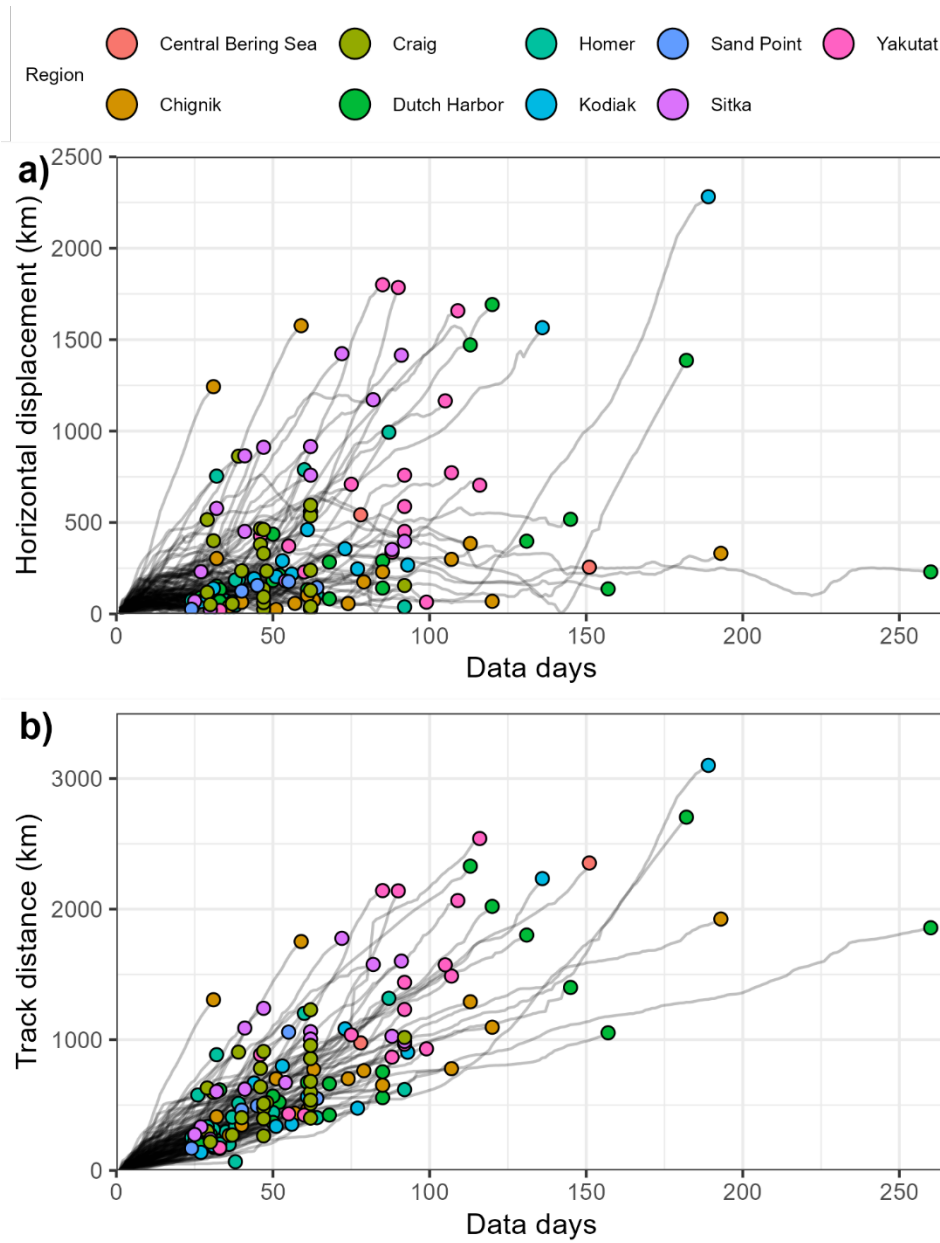 Region
Central Bering Sea Craig Homer Sand Point Yakutat
Chignik Dutch Harbor Kodiak Sitka
a)
2500
2000
1500
1000
500
0
Horizontal displacement (km)
0 50 100 150 200 250
Data days
b)
3000
2000
1000
0
Track distance (km)
0 50 100 150 200 250
Data days